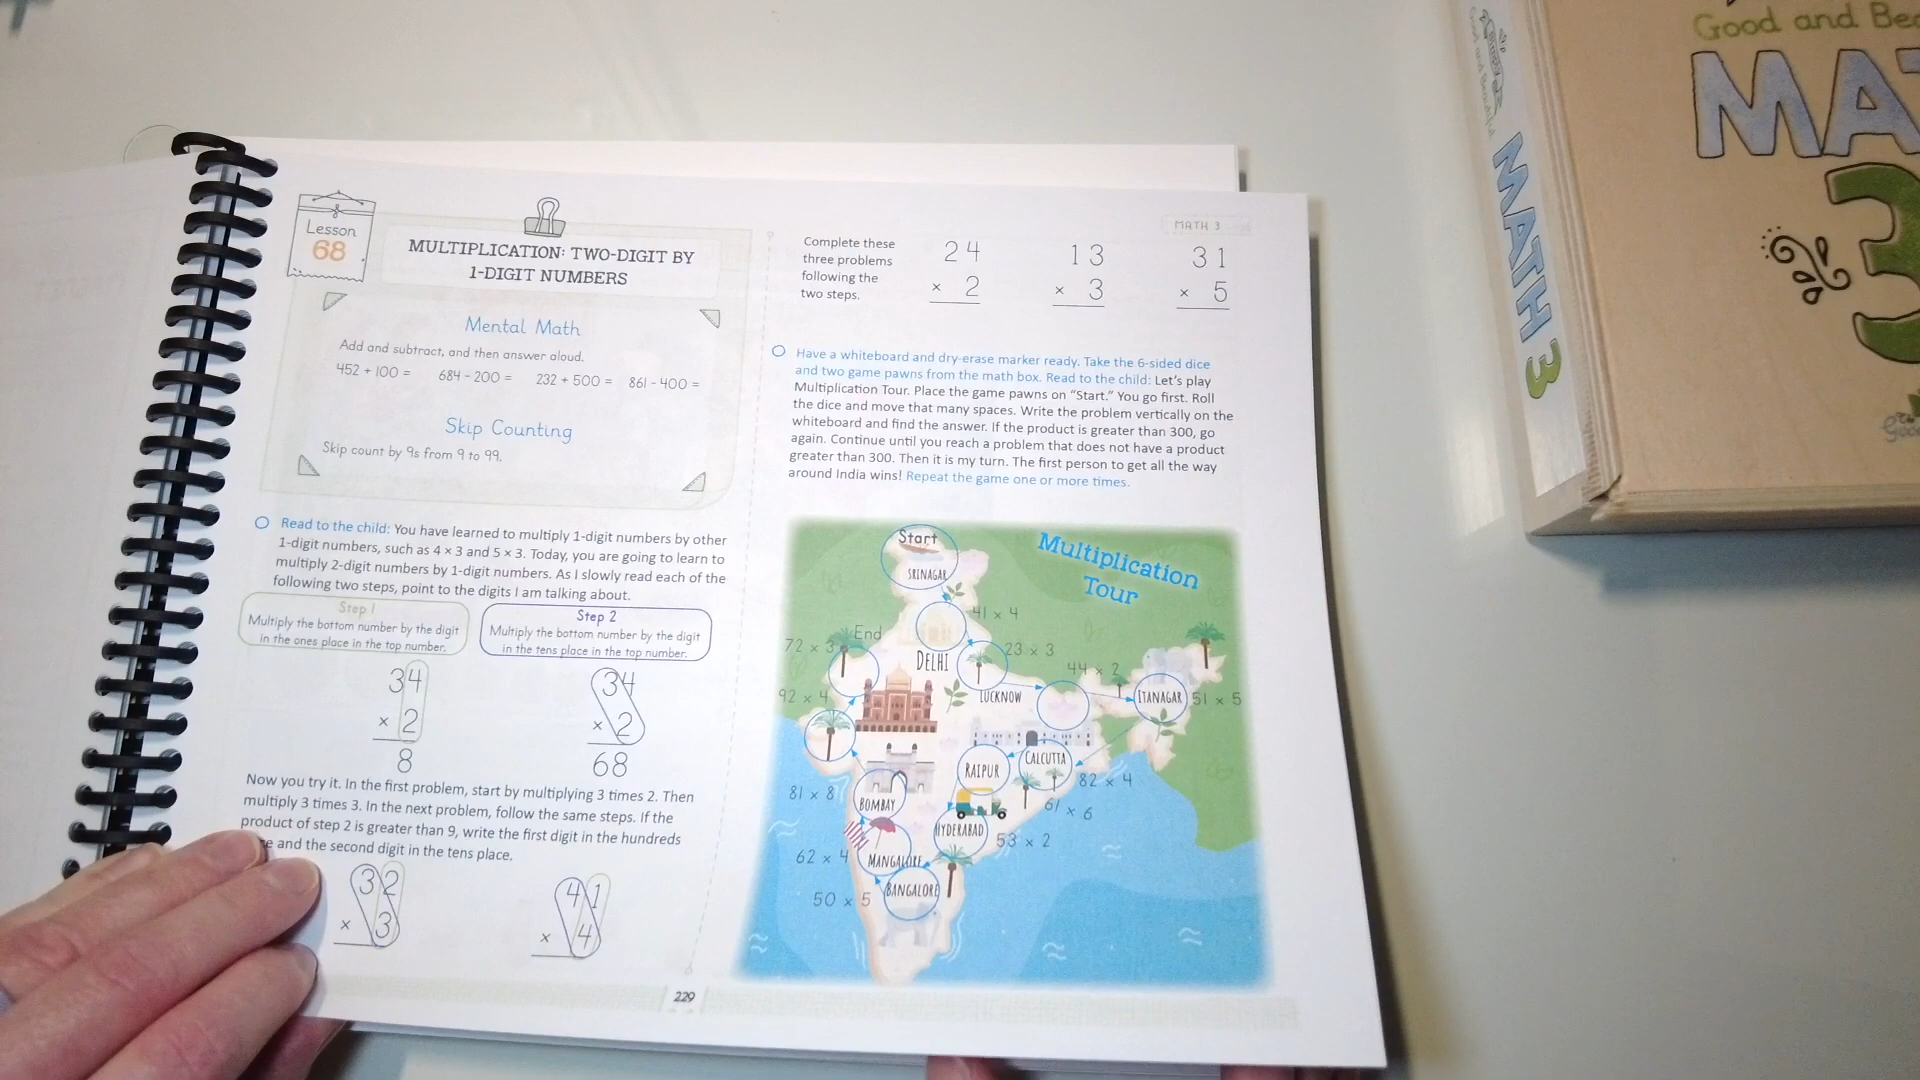 Lesson
68
MULTIPLICATION: TWO-DIGIT BY
1-DIGIT NUMBERS
Mental Math
Add and subtract, and then answer aloud.
452 + 100 = 684 - 200 = 232 + 500 = 861 - 400 =
Skip Counting
Skip count by 9s from 9 to 99.
Read to the child: You have learned to multiply 1-digit numbers by other
1-digit numbers, such as 4 × 3 and 5 × 3. Today, you are going to learn to
multiply 2-digit numbers by 1-digit numbers. As I slowly read each of the
following two steps, point to the digits I am talking about.
Step 1
Multiply the bottom number by the digit
in the ones place in the top number.
34
× 2
8
Step 2
Multiply the bottom number by the digit
in the tens place in the top number.
34
× 2
68
Now you try it. In the first problem, start by multiplying 3 times 2. Then
multiply 3 times 3. In the next problem, follow the same steps. If the
product of step 2 is greater than 9, write the first digit in the hundreds
and the second digit in the tens place.
32
× 3
41
× 4
229
MATH 3
Complete these
three problems
following the
two steps.
24
× 2
13
× 3
31
× 5
Have a whiteboard and dry-erase marker ready. Take the 6-sided dice
and two game pawns from the math box. Read to the child: Let's play
Multiplication Tour. Place the game pawns on "Start." You go first. Roll
the dice and move that many spaces. Write the problem vertically on the
whiteboard and find the answer. If the product is greater than 300, go
again. Continue until you reach a problem that does not have a product
greater than 300. Then it is my turn. The first person to get all the way
around India wins! Repeat the game one or more times.
Multiplication
Tour
Start
SRINAGAR
41 × 4
DELHI
23 × 3
LUCKNOW
44 × 2
ITANAGAR
51 × 5
CALCUTTA
82 × 4
RAIPUR
61 × 6
HYDERABAD
53 × 2
BANGALORE
50 × 5
MANGALORE
62 × 4
BOMBAY
81 × 8
92 × 4
72 × 3
End
Good and Beautiful
MATH 3
Good and
MA
3